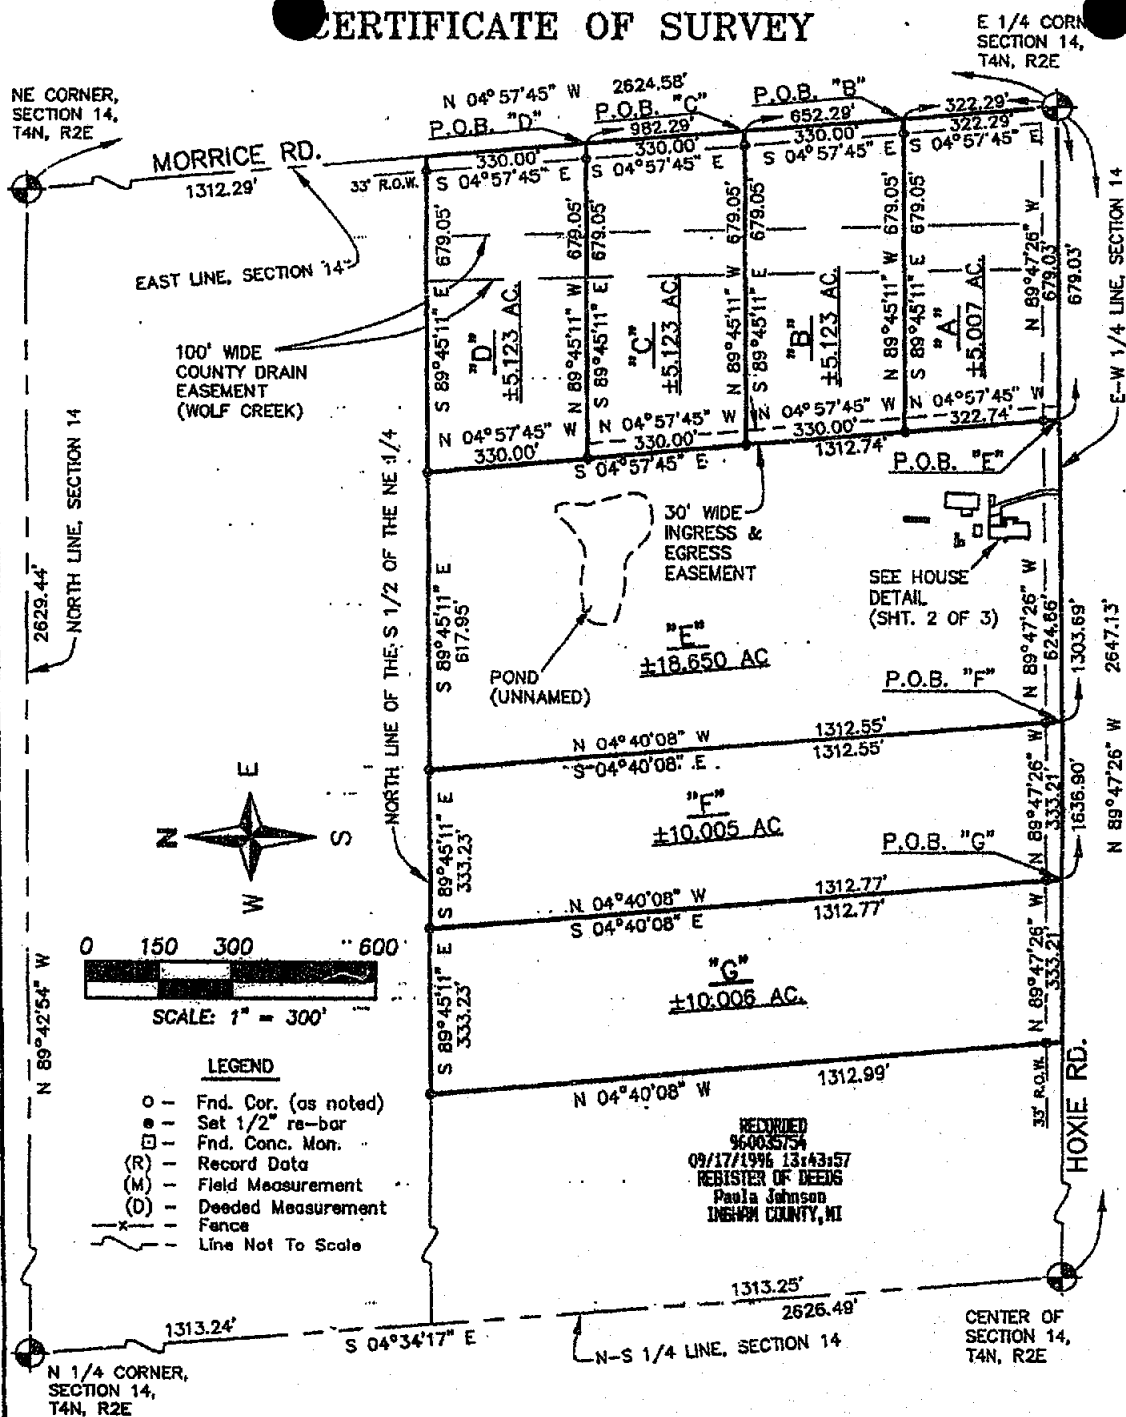 CERTIFICATE OF SURVEY
E 1/4 CORN
SECTION 14,
T4N, R2E
NE CORNER,
SECTION 14,
T4N, R2E
N 04°57'45" W
2624.58'
P.O.B. "D"
P.O.B. "C"
P.O.B. "B"
982.29'
652.29'
322.29'
MORRICE RD.
1312.29'
33' R.O.W.
330.00'
S 04°57'45" E
330.00'
S 04°57'45" E
330.00'
S 04°57'45" E
322.29'
S 04°57'45" E
EAST LINE, SECTION 14
100' WIDE
COUNTY DRAIN
EASEMENT
(WOLF CREEK)
S 89°45'11" E 679.05'
"D"
±5.123 AC.
N 89°45'11" W 679.05'
S 89°45'11" E 679.05'
"C"
±5.123 AC.
N 89°45'11" W 679.05'
S 89°45'11" E 679.05'
"B"
±5.123 AC.
N 89°45'11" W 679.05'
S 89°45'11" E 679.05'
"A"
±5.007 AC.
N 89°47'26" W
679.03'
679.03'
E-W 1/4 LINE, SECTION 14
N 04°57'45" W
330.00'
N 04°57'45" W
330.00'
N 04°57'45" W
330.00'
N 04°57'45" W
322.74'
S 04°57'45" E
1312.74'
P.O.B. "E"
NORTH LINE, SECTION 14
2629.44'
N 89°42'54" W
NORTH LINE OF THE S 1/2 OF THE NE 1/4
30' WIDE
INGRESS &
EGRESS
EASEMENT
SEE HOUSE
DETAIL
(SHT. 2 OF 3)
S 89°45'11" E
617.95'
"E"
±18.650 AC
POND
(UNNAMED)
N 89°47'26" W
624.66'
1303.69'
2647.13'
N 89°47'26" W
P.O.B. "F"
N 04°40'08" W
1312.55'
S 04°40'08" E
1312.55'
"F"
±10.005 AC
S 89°45'11" E
333.23'
N 89°47'26" W
333.21'
1636.90'
P.O.B. "G"
N 04°40'08" W
1312.77'
S 04°40'08" E
1312.77'
"G"
±10.006 AC.
S 89°45'11" E
333.23'
N 89°47'26" W
333.21'
N 04°40'08" W
1312.99'
33' R.O.W.
HOXIE RD.
N
E
S
W
0 150 300 600
SCALE: 1" = 300'
LEGEND
o – Fnd. Cor. (as noted)
● – Set 1/2" re-bar
⊡ – Fnd. Conc. Mon.
(R) – Record Data
(M) – Field Measurement
(D) – Deeded Measurement
—x— – Fence
– Line Not To Scale
RECORDED
960035754
09/17/1996 13:43:57
REGISTER OF DEEDS
Paula Johnson
INGHAM COUNTY, MI
1313.24'
S 04°34'17" E
1313.25'
2626.49'
N-S 1/4 LINE, SECTION 14
CENTER OF
SECTION 14,
T4N, R2E
N 1/4 CORNER,
SECTION 14,
T4N, R2E